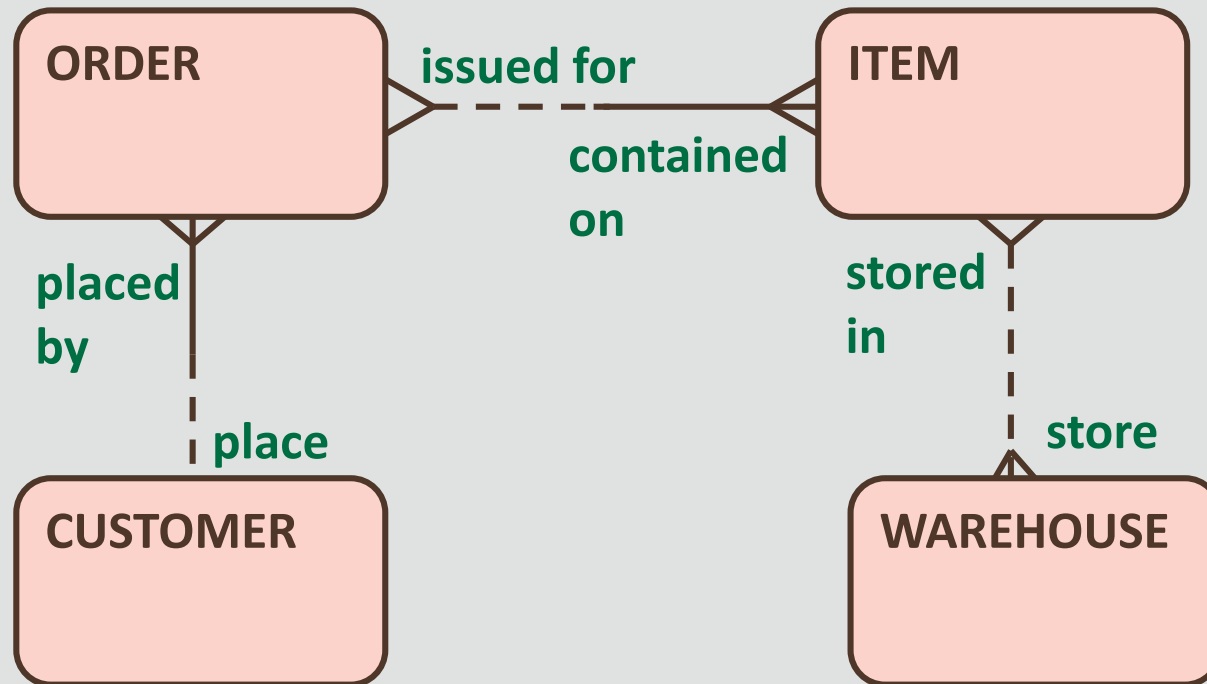 ORDER
issued for
ITEM
contained
on
placed
by
stored
in
place
store
CUSTOMER
WAREHOUSE